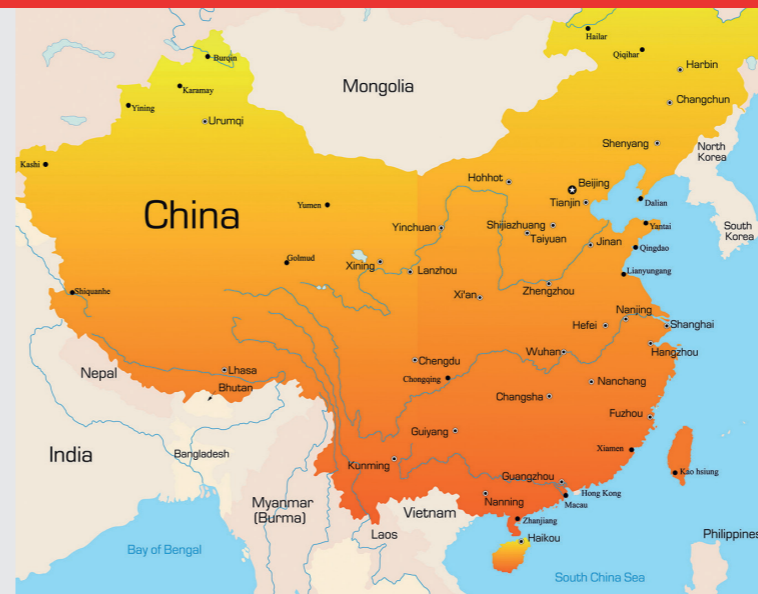 Hailar
Qiqihar
Burqin
Harbin
Mongolia
Karamay
Yining
Changchun
Urumqi
Shenyang
North
Korea
Kashi
Hohhot
Beijing
China
Yumen
Tianjin
Dalian
Yinchuan
Shijiazhuang
Yantai
South
Korea
Taiyuan
Jinan
Qingdao
Golmud
Xining
Lanzhou
Lianyungang
Shiquanhe
Xi'an
Zhengzhou
Nanjing
Hefei
Shanghai
Wuhan
Hangzhou
Chengdu
Nepal
Lhasa
Chongqing
Nanchang
Bhutan
Changsha
Fuzhou
Guiyang
India
Bangladesh
Xiamen
Kunming
Kao hsiung
Guangzhou
Hong Kong
Myanmar
(Burma)
Nanning
Macau
Vietnam
Zhanjiang
Laos
Haikou
Philippines
Bay of Bengal
South China Sea